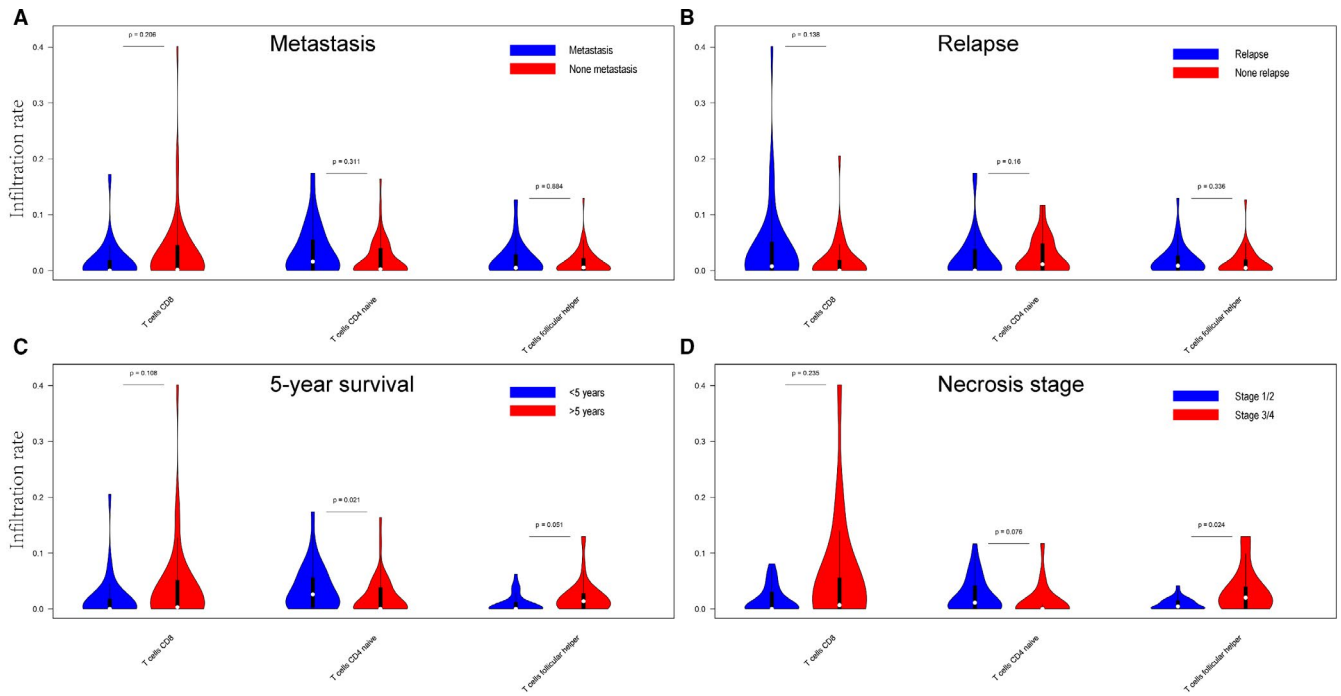 A
Metastasis
p = 0.206
Metastasis
None metastasis
p = 0.311
p = 0.884
Infiltration rate
0.4
0.3
0.2
0.1
0.0
T cells CD8
T cells CD4 naive
T cells follicular helper
B
Relapse
p = 0.138
Relapse
None relapse
p = 0.16
p = 0.336
0.4
0.3
0.2
0.1
0.0
T cells CD8
T cells CD4 naive
T cells follicular helper
C
5-year survival
p = 0.108
<5 years
>5 years
p = 0.021
p = 0.051
Infiltration rate
0.4
0.3
0.2
0.1
0.0
T cells CD8
T cells CD4 naive
T cells follicular helper
D
Necrosis stage
p = 0.235
Stage 1/2
Stage 3/4
p = 0.076
p = 0.024
0.4
0.3
0.2
0.1
0.0
T cells CD8
T cells CD4 naive
T cells follicular helper